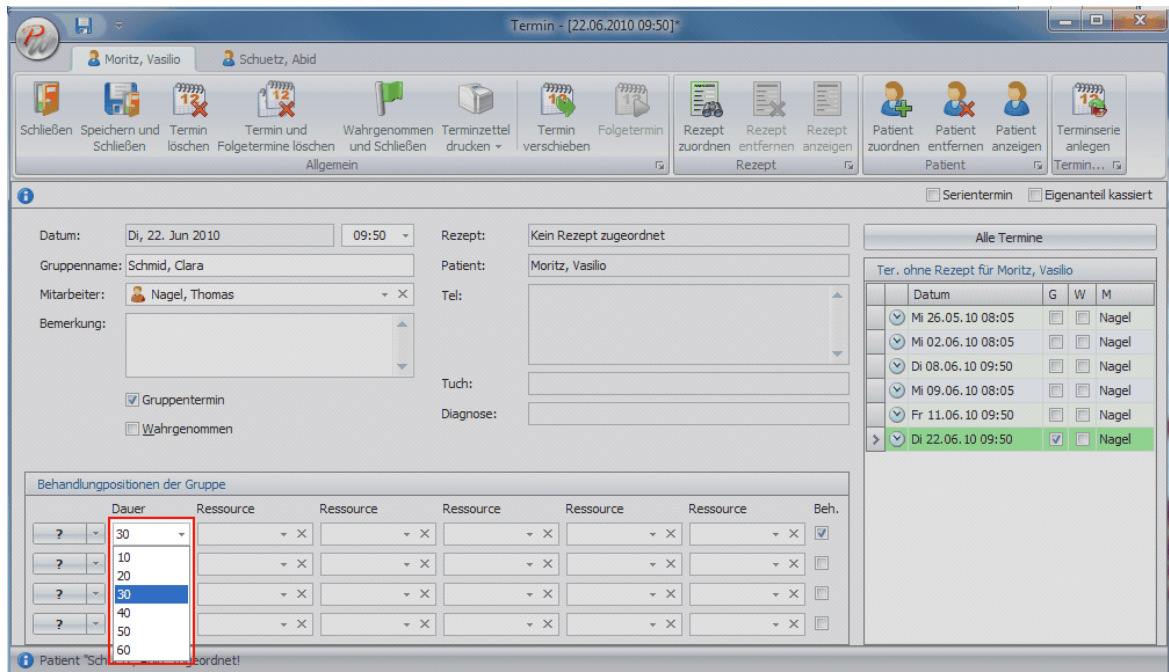 Termin - [22.06.2010 09:50]*
Moritz, Vasilio
Schuetz, Abid
Schließen
Speichern und Schließen
Termin löschen
Termin und Folgetermine löschen
Wahrgenommen und Schließen
Terminzettel drucken
Termin verschieben
Folgetermin
Rezept zuordnen
Rezept entfernen
Rezept anzeigen
Patient zuordnen
Patient entfernen
Patient anzeigen
Terminserie anlegen
Allgemein
Rezept
Patient
Termin...
Serientermin
Eigenanteil kassiert
Datum: Di, 22. Jun 2010 09:50
Gruppenname: Schmid, Clara
Mitarbeiter: Nagel, Thomas
Bemerkung:
Gruppentermin
Wahrgenommen
Rezept: Kein Rezept zugeordnet
Patient: Moritz, Vasilio
Tel:
Tuch:
Diagnose:
Alle Termine
Ter. ohne Rezept für Moritz, Vasilio
Datum G W M
Mi 26.05.10 08:05 Nagel
Mi 02.06.10 08:05 Nagel
Di 08.06.10 09:50 Nagel
Mi 09.06.10 08:05 Nagel
Fr 11.06.10 09:50 Nagel
Di 22.06.10 09:50 Nagel
Behandlungpositionen der Gruppe
Dauer Ressource Ressource Ressource Ressource Ressource Beh.
? 30
?
?
?
10
20
30
40
50
60
Patient "Sch